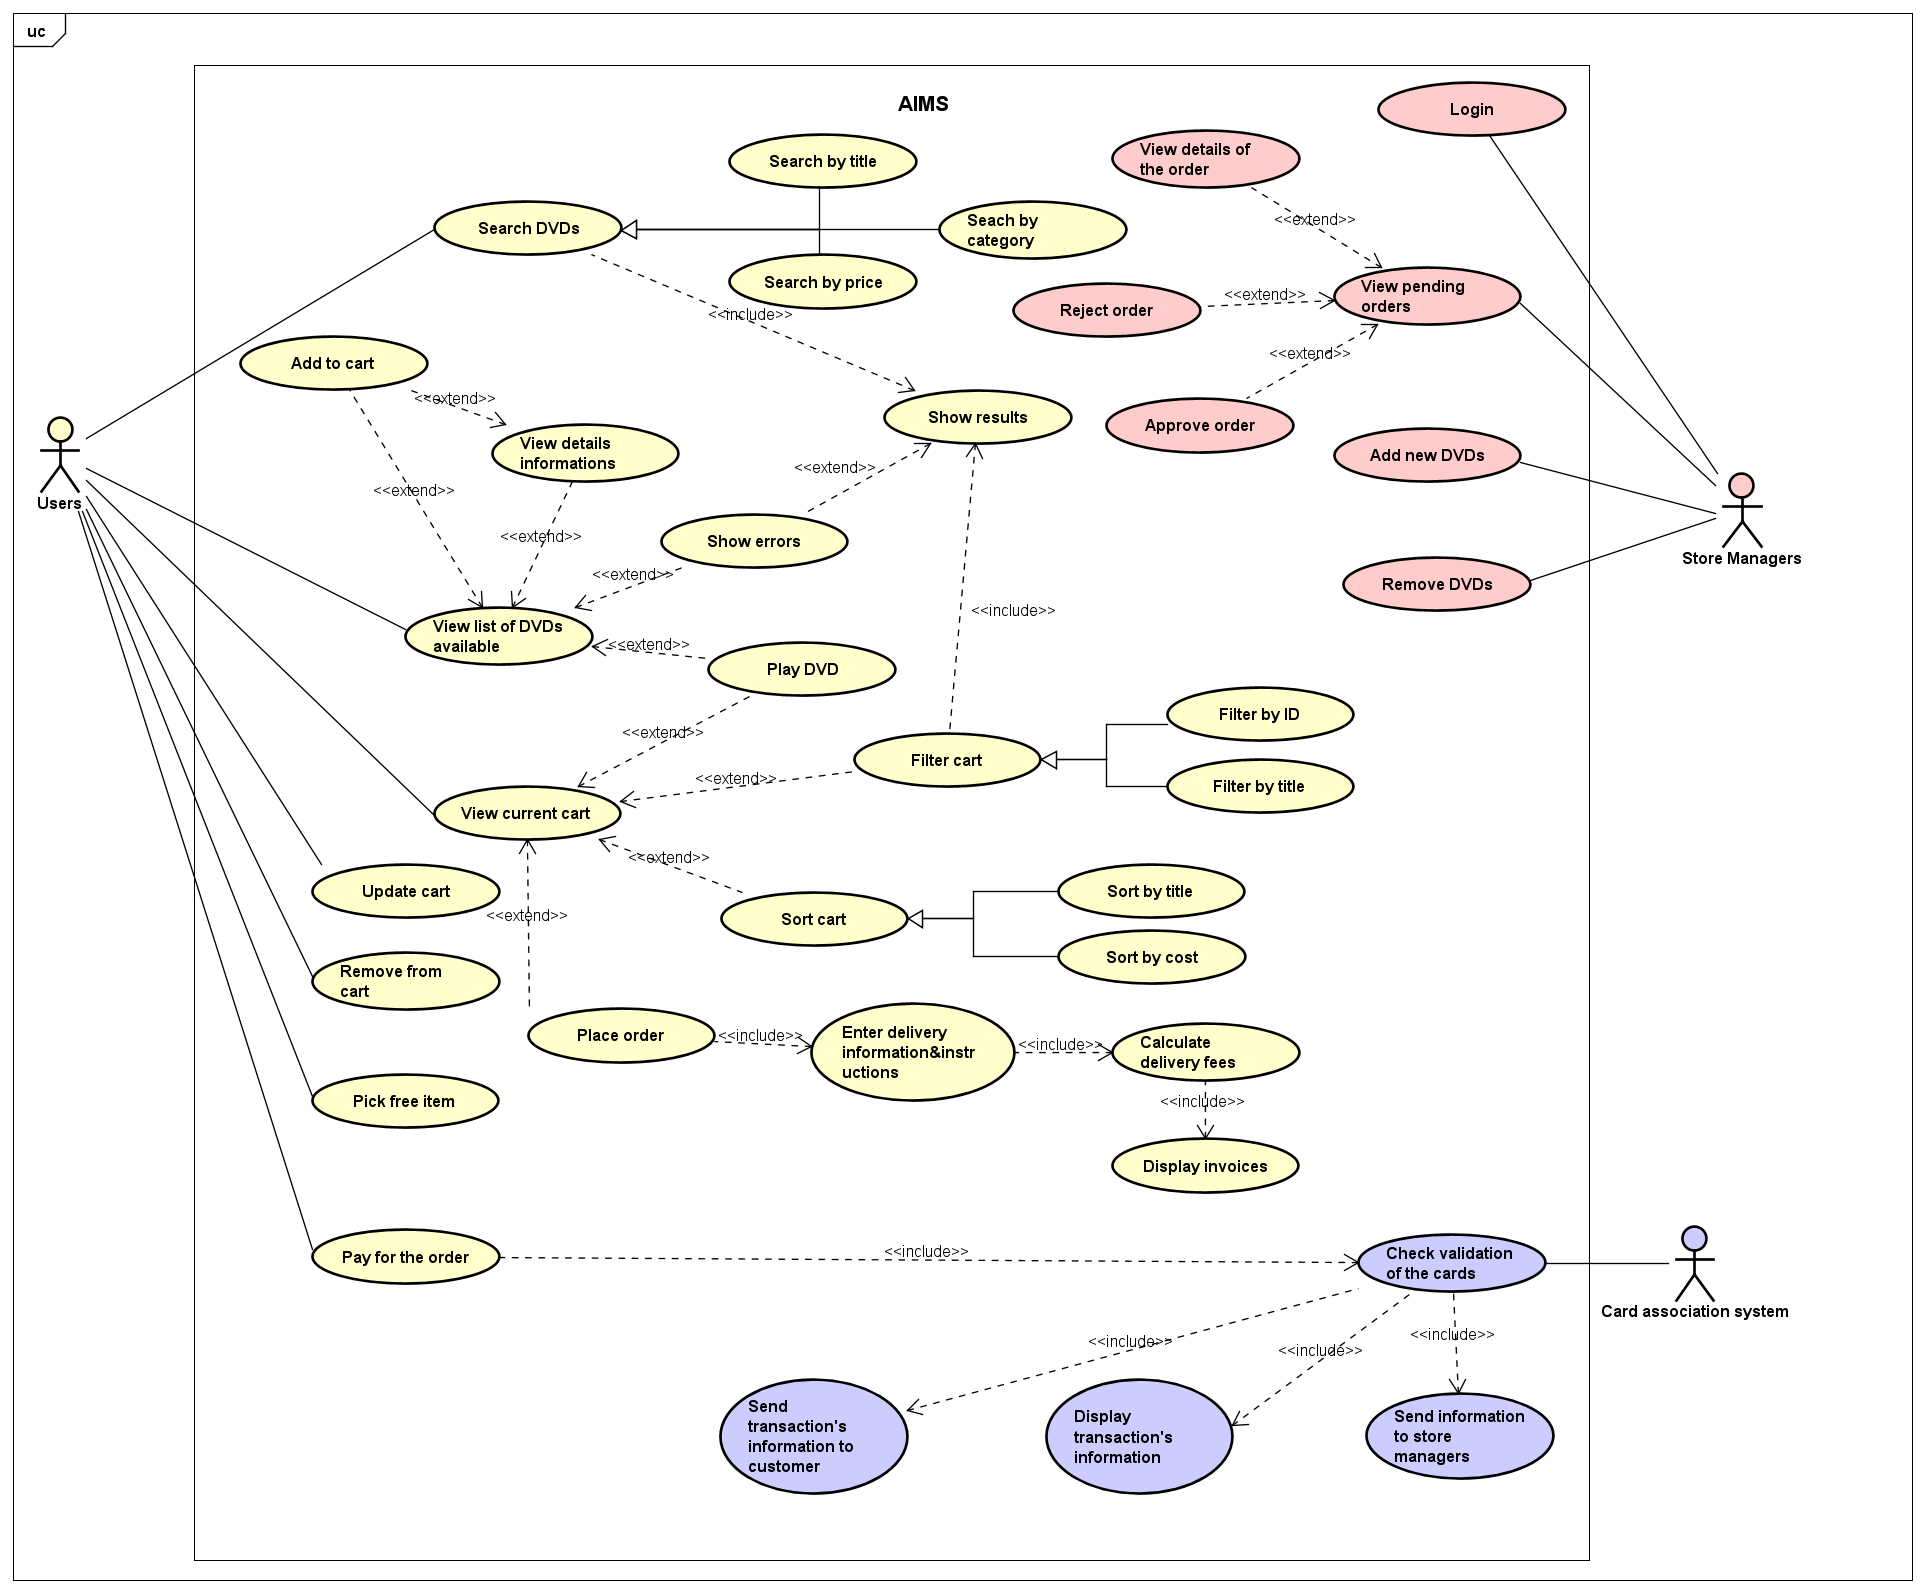 uc
AIMS
Login
Search by title
View details of
the order
Search DVDs
Seach by
category
<<extend>>
Search by price
View pending
orders
<<extend>>
Reject order
<<include>>
<<extend>>
Add to cart
<<extend>>
Show results
Approve order
View details
informations
Add new DVDs
<<extend>>
<<extend>>
Users
<<extend>>
Show errors
Store Managers
<<extend>>
Remove DVDs
<<include>>
View list of DVDs
available
<<extend>>
Play DVD
Filter by ID
<<extend>>
Filter cart
<<extend>>
Filter by title
View current cart
<<extend>>
Update cart
Sort by title
<<extend>>
Sort cart
Remove from
cart
Sort by cost
Place order
<<include>>
Enter delivery
information&instr
uctions
<<include>>
Calculate
delivery fees
Pick free item
<<include>>
Display invoices
Pay for the order
<<include>>
Check validation
of the cards
Card association system
<<include>>
<<include>>
<<include>>
Send
transaction's
information to
customer
Display
transaction's
information
Send information
to store
managers